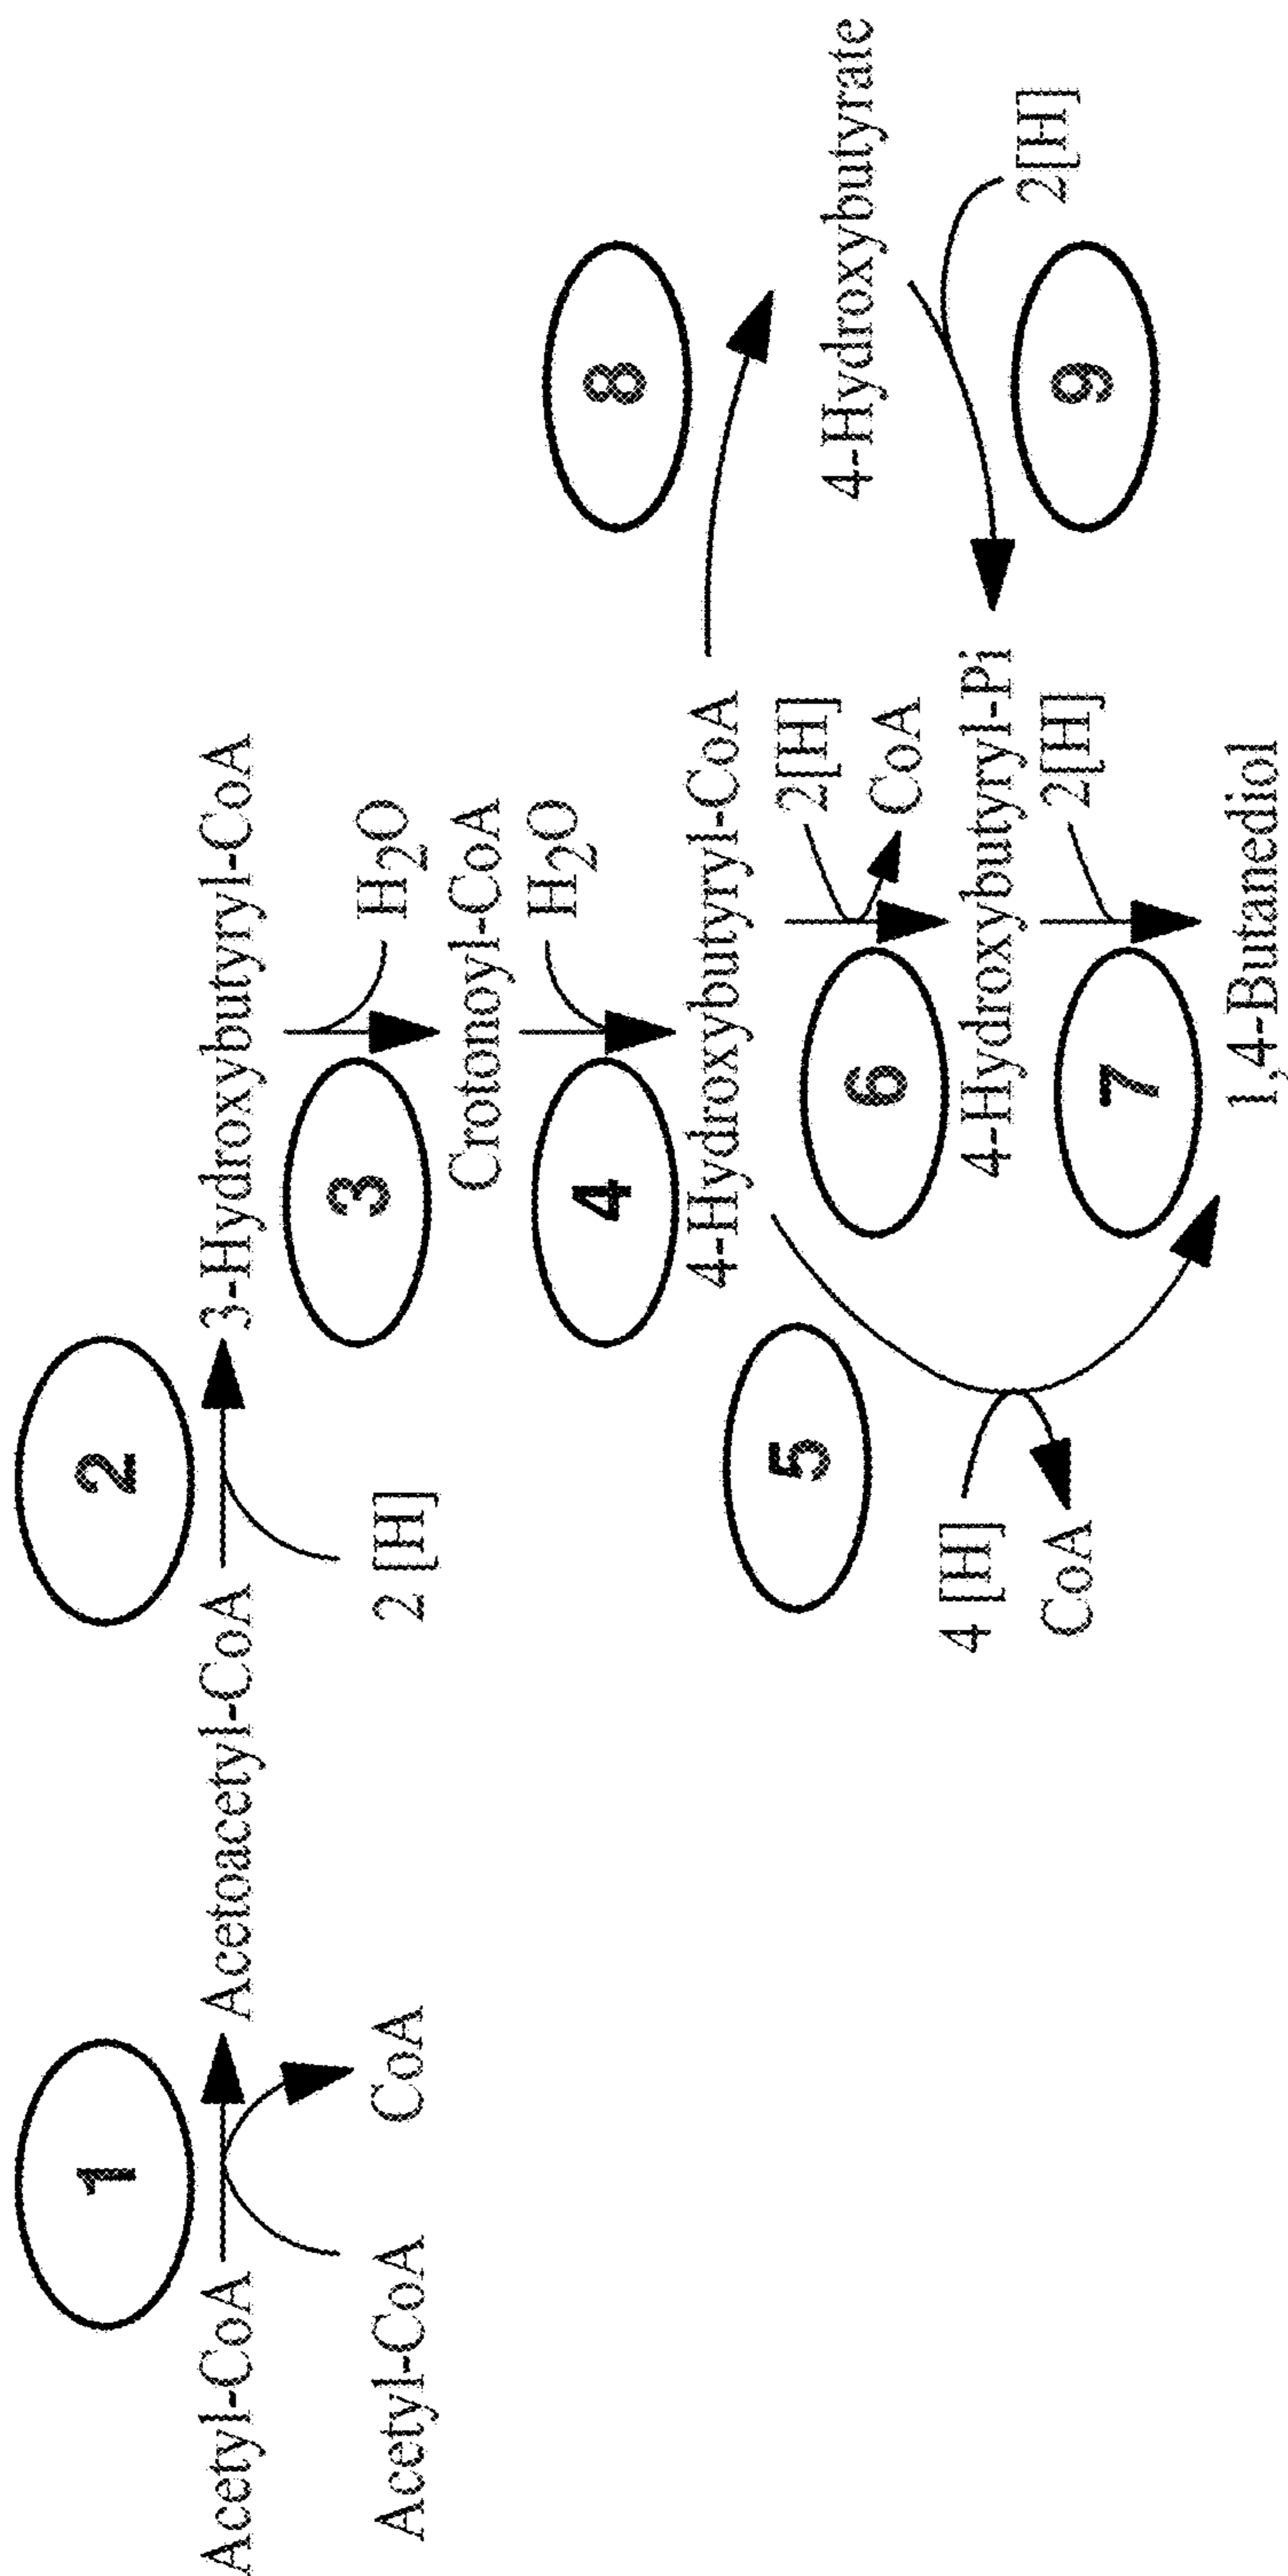 1
2
Acetyl-CoA
Acetoacetyl-CoA
3-Hydroxybutyryl-CoA
Acetyl-CoA
CoA
2 [H]
3
H2O
Crotonoyl-CoA
4
H2O
4-Hydroxybutyryl-CoA
8
5
6
2[H]
CoA
4-Hydroxybutyrate
4 [H]
CoA
4-Hydroxybutyryl-Pi
2[H]
9
7
2[H]
1,4-Butanediol